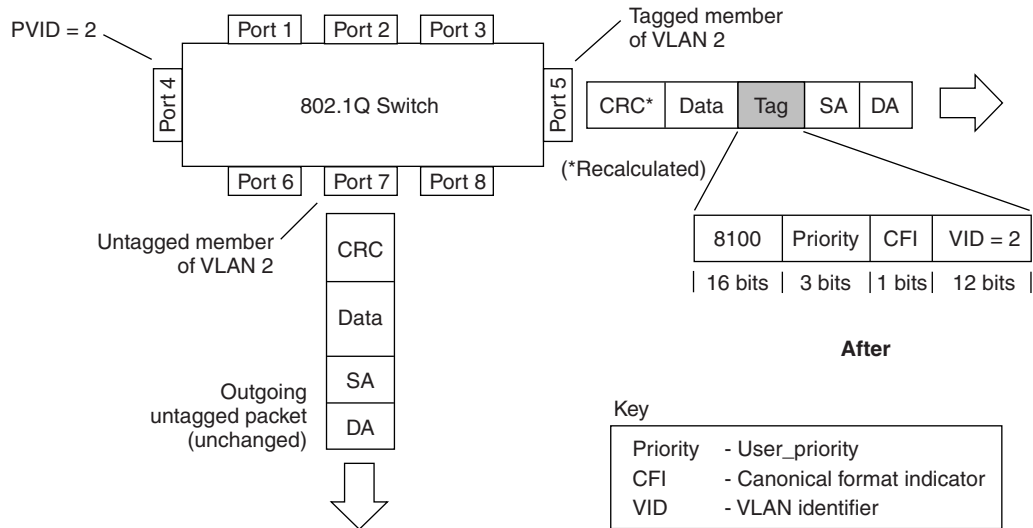 PVID = 2
Port 1
Port 2
Port 3
Tagged member
of VLAN 2
Port 4
802.1Q Switch
Port 5
CRC*
Data
Tag
SA
DA
(*Recalculated)
Port 6
Port 7
Port 8
Untagged member
of VLAN 2
8100
Priority
CFI
VID = 2
16 bits
3 bits
1 bits
12 bits
After
CRC
Data
SA
DA
Outgoing
untagged packet
(unchanged)
Key
Priority - User_priority
CFI - Canonical format indicator
VID - VLAN identifier